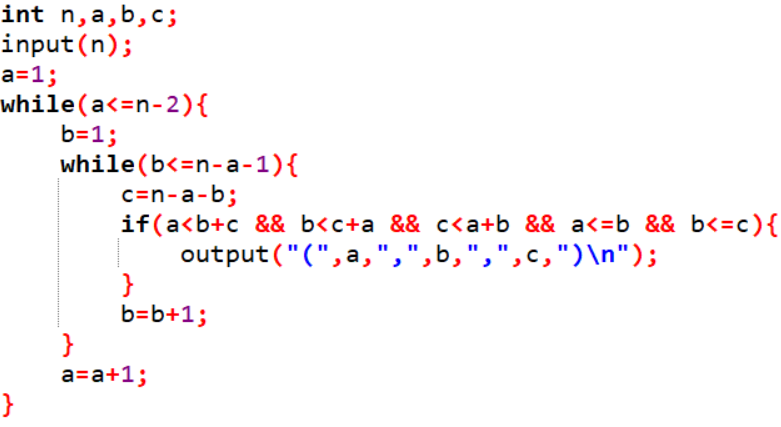 int n,a,b,c;
input(n);
a=1;
while(a<=n-2){
    b=1;
    while(b<=n-a-1){
        c=n-a-b;
        if(a<b+c && b<c+a && c<a+b && a<=b && b<=c){
            output("(",a,",",b,",",c,")\n");
        }
        b=b+1;
    }
    a=a+1;
}